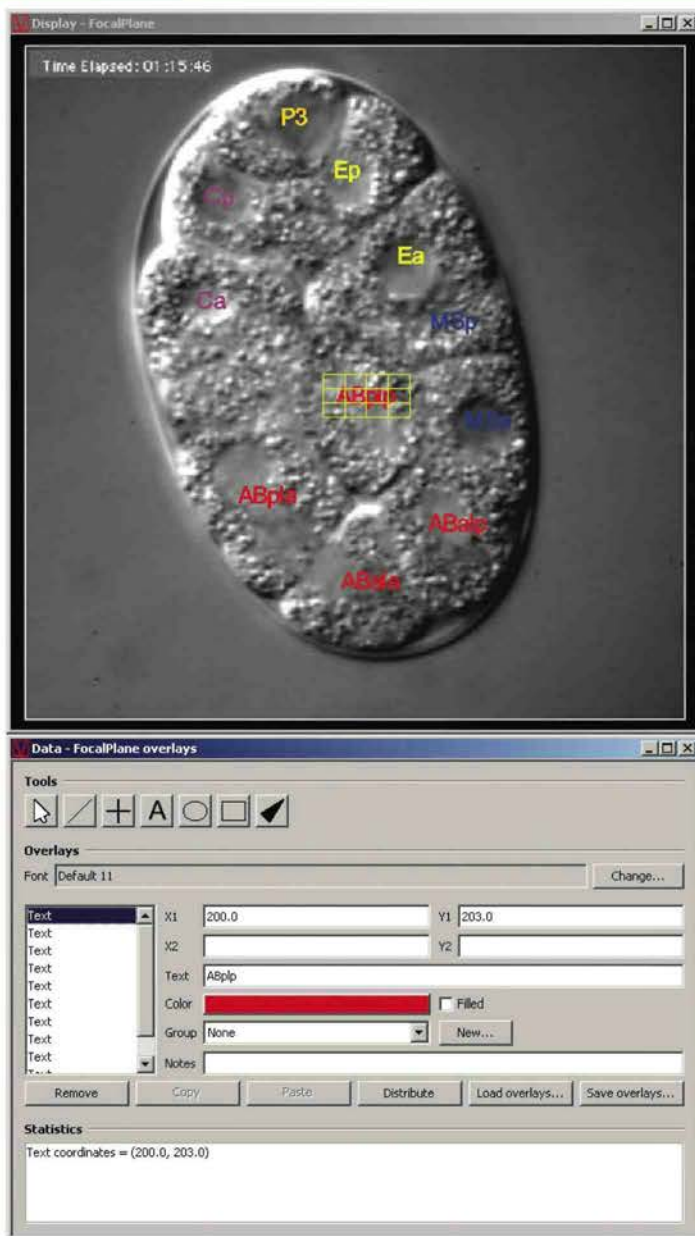 Display - FocalPlane
Time Elapsed: 01:15:46
P3
Ep
Cp
Ea
Ca
MSp
MSa
ABpla
ABalp
ABala
Data - FocalPlane overlays
Tools
A
Overlays
Font Default 11 Change...
Text X1 200.0 Y1 203.0
Text
Text X2 Y2
Text
Text Text ABplp
Text Color Filled
Text Group None New...
Text
Text Notes
Text
Remove Copy Paste Distribute Load overlays... Save overlays...
Statistics
Text coordinates = (200.0, 203.0)